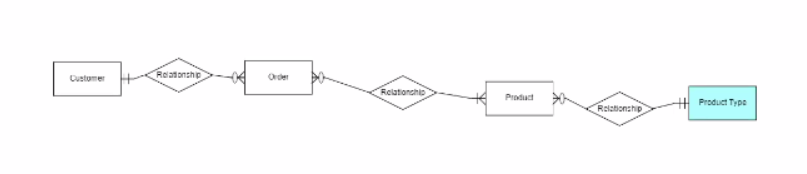 Customer
Relationship
Order
Relationship
Product
Relationship
Product Type